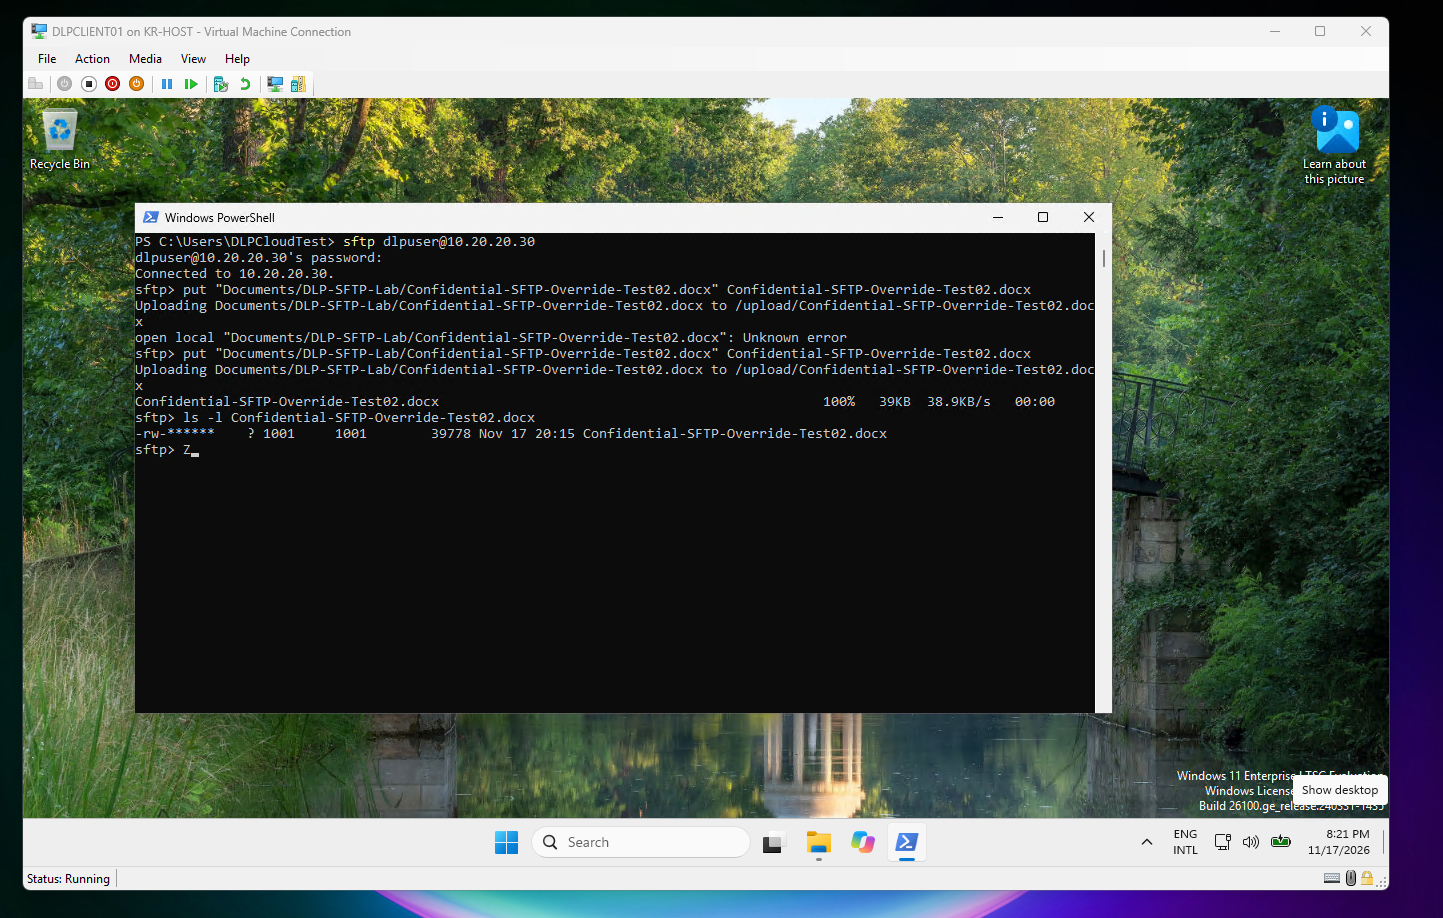 DLPCLIENT01 on KR-HOST - Virtual Machine Connection
File Action Media View Help
Recycle Bin
Learn about
this picture
Windows PowerShell
PS C:\Users\DLPCloudTest> sftp dlpuser@10.20.20.30
dlpuser@10.20.20.30's password:
Connected to 10.20.20.30.
sftp> put "Documents/DLP-SFTP-Lab/Confidential-SFTP-Override-Test02.docx" Confidential-SFTP-Override-Test02.docx
Uploading Documents/DLP-SFTP-Lab/Confidential-SFTP-Override-Test02.docx to /upload/Confidential-SFTP-Override-Test02.doc
x
open local "Documents/DLP-SFTP-Lab/Confidential-SFTP-Override-Test02.docx": Unknown error
sftp> put "Documents/DLP-SFTP-Lab/Confidential-SFTP-Override-Test02.docx" Confidential-SFTP-Override-Test02.docx
Uploading Documents/DLP-SFTP-Lab/Confidential-SFTP-Override-Test02.docx to /upload/Confidential-SFTP-Override-Test02.doc
x
Confidential-SFTP-Override-Test02.docx 100% 39KB 38.9KB/s 00:00
sftp> ls -l Confidential-SFTP-Override-Test02.docx
-rw-****** ? 1001 1001 39778 Nov 17 20:15 Confidential-SFTP-Override-Test02.docx
sftp> Z
Windows 11 Enterprise LTSC Evaluation
Windows License
Show desktop
Build 26100.ge_release.240331-1435
Search
ENG
INTL
8:21 PM
11/17/2026
Status: Running